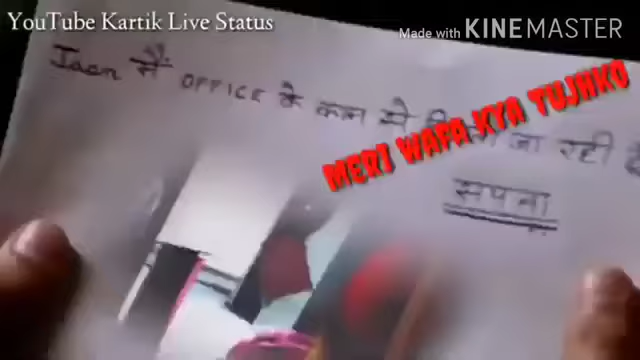 YouTube Kartik Live Status
Made with KINEMASTER
Jaan मैं OFFICE के काम से जा रही
MERI WAFA KYA TUJHKO
सपना